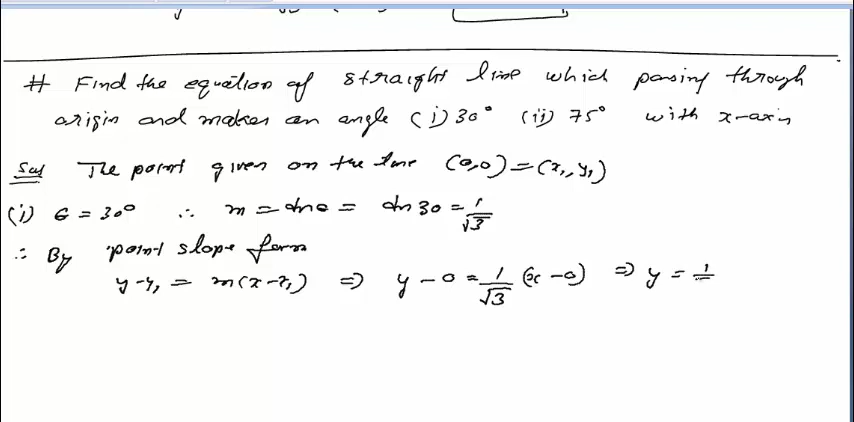 # Find the equation of straight line which passing through
origin and makes an angle (i) 30° (ii) 75° with x-axis
Sol The point given on the line (0,0) = (x₁, y₁)
(i) θ = 30° ∴ m = tanθ = tan 30 = 1/√3
∴ By point slope form
y - y₁ = m(x - x₁) ⇒ y - 0 = 1/√3 (x - 0) ⇒ y = 1/